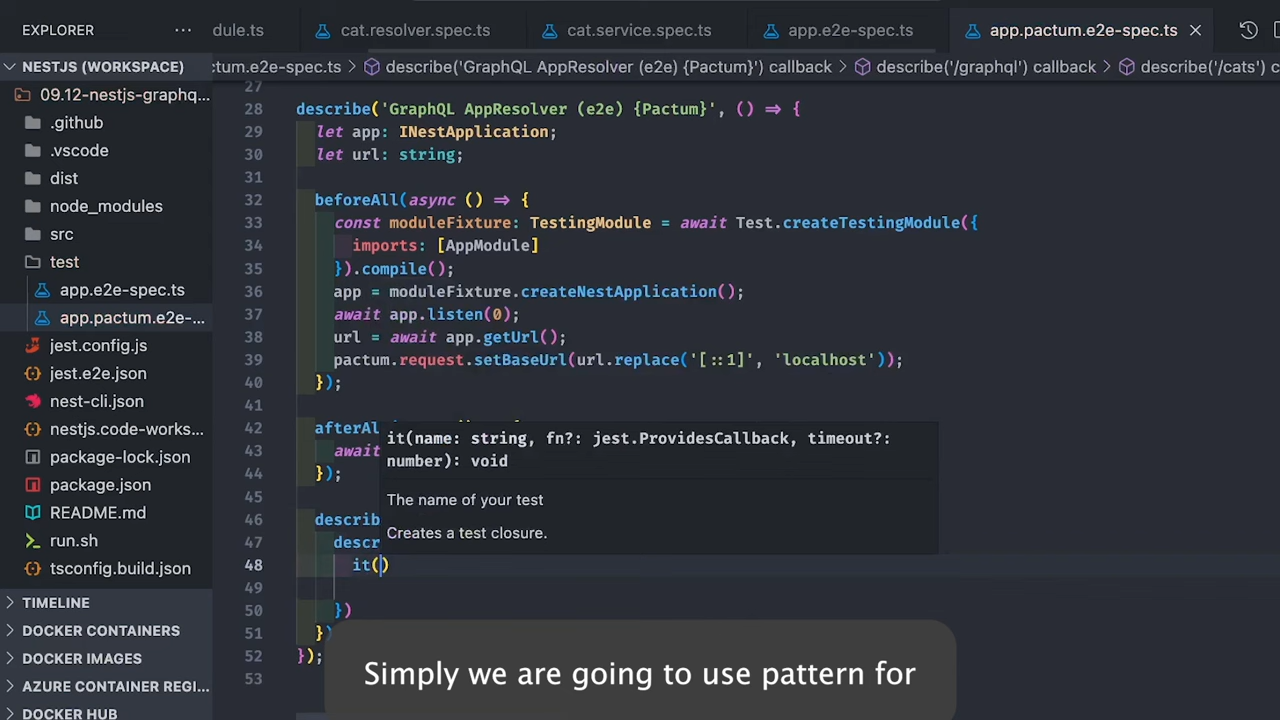 EXPLORER
dule.ts
cat.resolver.spec.ts
cat.service.spec.ts
app.e2e-spec.ts
app.pactum.e2e-spec.ts
NESTJS (WORKSPACE)
ctum.e2e-spec.ts > describe('GraphQL AppResolver (e2e) {Pactum}') callback > describe('/graphql') callback > describe('/cats') c
09.12-nestjs-graphq...
.github
.vscode
dist
node_modules
src
test
app.e2e-spec.ts
app.pactum.e2e-...
jest.config.js
jest.e2e.json
nest-cli.json
nestjs.code-works...
package-lock.json
package.json
README.md
run.sh
tsconfig.build.json
TIMELINE
DOCKER CONTAINERS
DOCKER IMAGES
AZURE CONTAINER REGI...
DOCKER HUB
27
28 describe('GraphQL AppResolver (e2e) {Pactum}', () => {
29 let app: INestApplication;
30 let url: string;
31
32 beforeAll(async () => {
33 const moduleFixture: TestingModule = await Test.createTestingModule({
34 imports: [AppModule]
35 }).compile();
36 app = moduleFixture.createNestApplication();
37 await app.listen(0);
38 url = await app.getUrl();
39 pactum.request.setBaseUrl(url.replace('[::1]', 'localhost'));
40 });
41
42 afterAl
43 await
44 });
45
46 describ
47 descr
48 it()
49
50 })
51 })
52 });
53
it(name: string, fn?: jest.ProvidesCallback, timeout?:
number): void
The name of your test
Creates a test closure.
Simply we are going to use pattern for